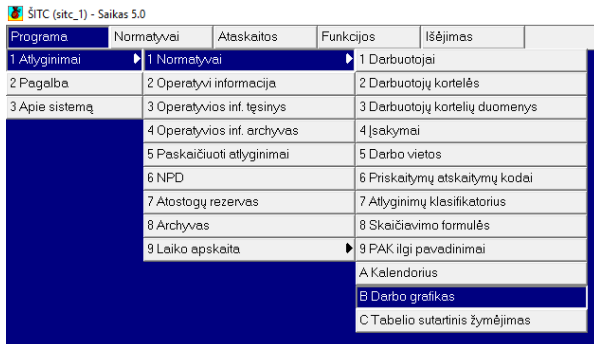 ŠITC (sitc_1) - Saikas 5.0
Programa Normatyvai Ataskaitos Funkcijos Išėjimas
1 Atlyginimai
2 Pagalba
3 Apie sistemą
1 Normatyvai
2 Operatyvi informacija
3 Operatyvios inf. tęsinys
4 Operatyvios inf. archyvas
5 Paskaičiuoti atlyginimai
6 NPD
7 Atostogų rezervas
8 Archyvas
9 Laiko apskaita
1 Darbuotojai
2 Darbuotojų kortelės
3 Darbuotojų kortelių duomenys
4 Įsakymai
5 Darbo vietos
6 Priskaitymų atskaitymų kodai
7 Atlyginimų klasifikatorius
8 Skaičiavimo formulės
9 PAK ilgi pavadinimai
A Kalendorius
B Darbo grafikas
C Tabelio sutartinis žymėjimas